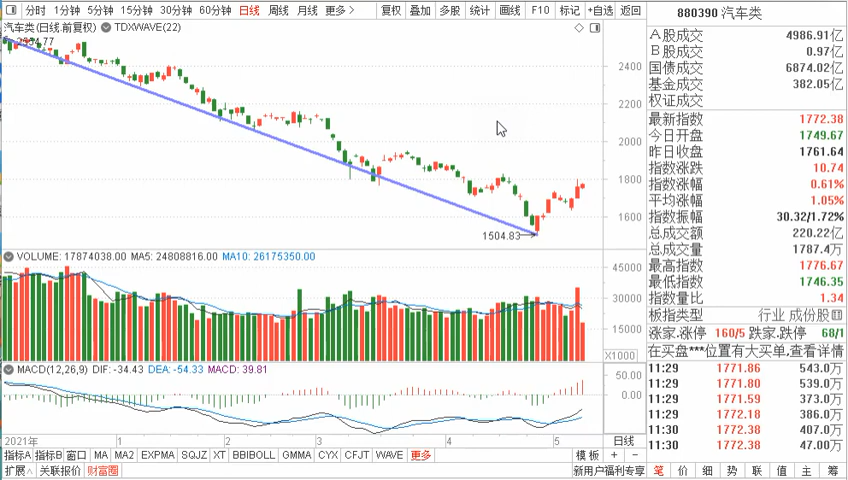 分时 1分钟 5分钟 15分钟 30分钟 60分钟 日线 周线 月线 更多> 复权 叠加 多股 统计 画线 F10 标记 +自选 返回
880390 汽车类
汽车类(日线 前复权) TDXWAVE(22)
2400
2200
2000
1800
1600
1504.83
A股成交 4986.91亿
B股成交 0.97亿
国债成交 6874.02亿
基金成交 382.05亿
权证成交
最新指数 1772.38
今日开盘 1749.67
昨日收盘 1761.64
指数涨跌 10.74
指数涨幅 0.61%
平均涨幅 1.05%
指数振幅 30.32/1.72%
总成交额 220.22亿
总成交量 1787.4万
最高指数 1776.67
最低指数 1746.35
指数量比 1.34
板指类型 行业 成份股
涨家.涨停 160/5 跌家.跌停 68/1
在买盘***位置有大买单,查看详情
VOLUME: 17874038.00 MA5: 24808816.00 MA10: 26175350.00
45000
30000
15000
X1000
MACD(12,26,9) DIF: -34.43 DEA: -54.33 MACD: 39.81
50.00
0.00
11:29 1771.86 543.0万
11:29 1771.80 539.0万
11:29 1771.59 373.0万
11:29 1772.18 386.0万
11:30 1772.38 407.0万
11:30 1772.38 47.00万
2021年 1 2 3 4 5 日线
指标A 指标B 窗口 MA MA2 EXPMA SQJZ XT BBIBOLL GMMA CYX CFJT WAVE 更多 模板 + -
扩展∧ 关联报价 财富圈 新用户福利专享
笔 价 细 势 联 值 主 筹